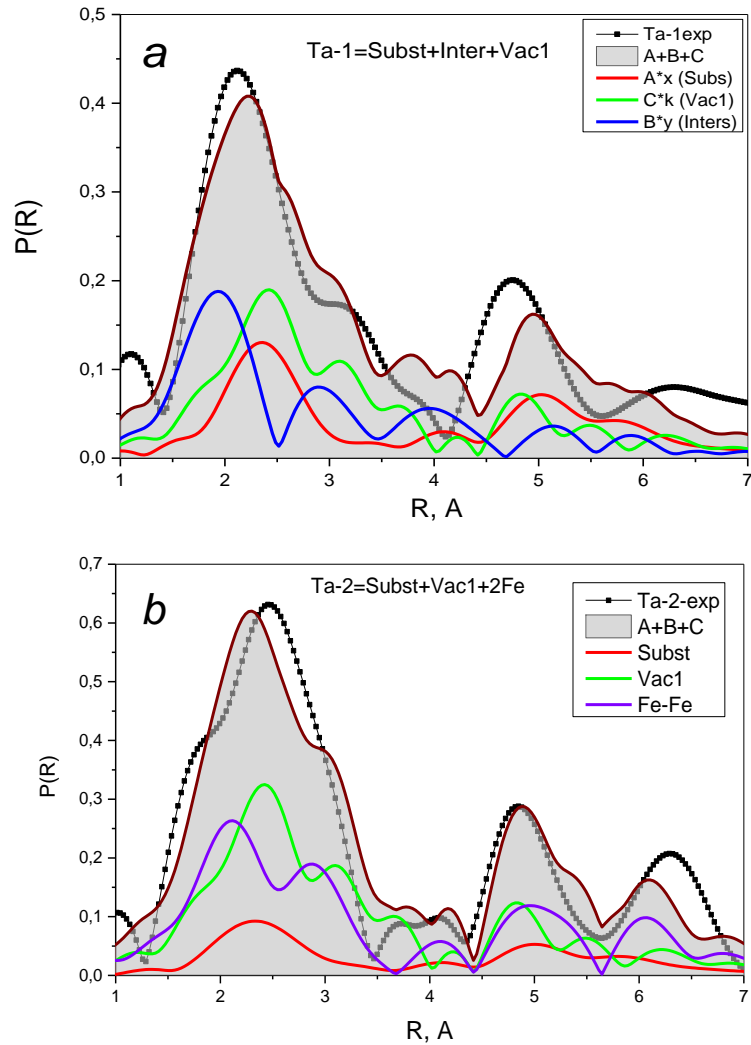 a
Ta-1=Subst+Inter+Vac1
Ta-1exp
A+B+C
A*x (Subs)
C*k (Vac1)
B*y (Inters)
P(R)
0,5
0,4
0,3
0,2
0,1
0,0
1 2 3 4 5 6 7
R, A
b
Ta-2=Subst+Vac1+2Fe
Ta-2-exp
A+B+C
Subst
Vac1
Fe-Fe
P(R)
0,7
0,6
0,5
0,4
0,3
0,2
0,1
0,0
1 2 3 4 5 6 7
R, A